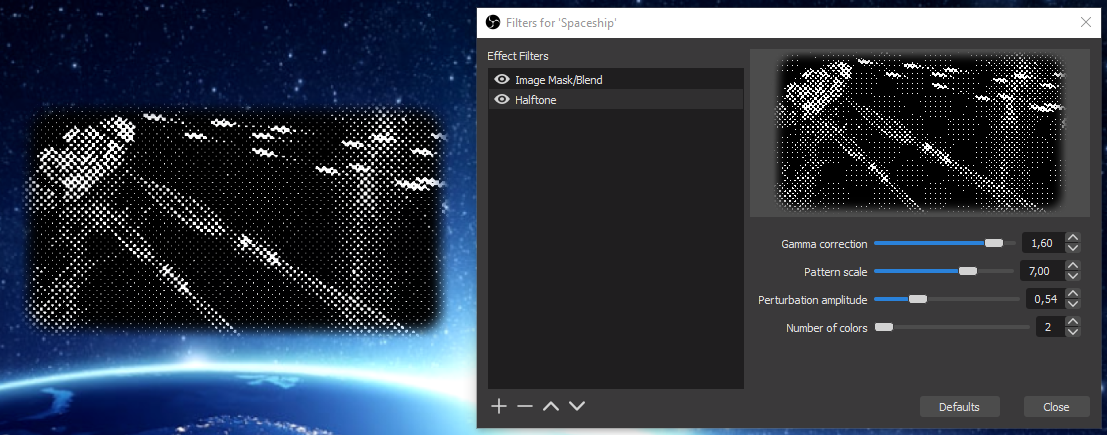 Filters for 'Spaceship'
Effect Filters
Image Mask/Blend
Halftone
Gamma correction 1,60
Pattern scale 7,00
Perturbation amplitude 0,54
Number of colors 2
Defaults Close